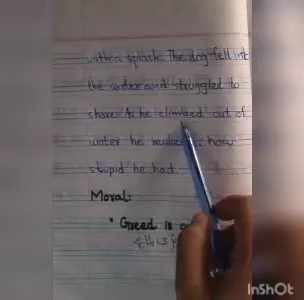 with a splash. The dog fell into
the water and struggled to
shore. As he climbed out of
water he realized how
stupid he had.
Moral:
" Greed is a
InShOt